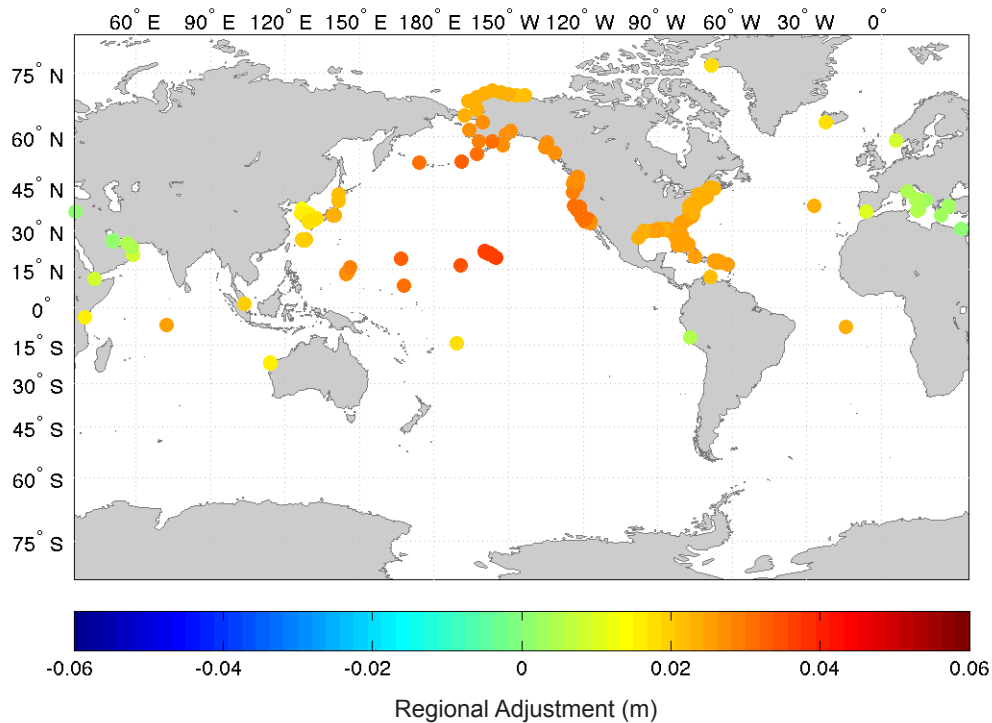 60° E 90° E 120° E 150° E 180° E 150° W 120° W 90° W 60° W 30° W 0°
75° N
60° N
45° N
30° N
15° N
0°
15° S
30° S
45° S
60° S
75° S
-0.06 -0.04 -0.02 0 0.02 0.04 0.06
Regional Adjustment (m)